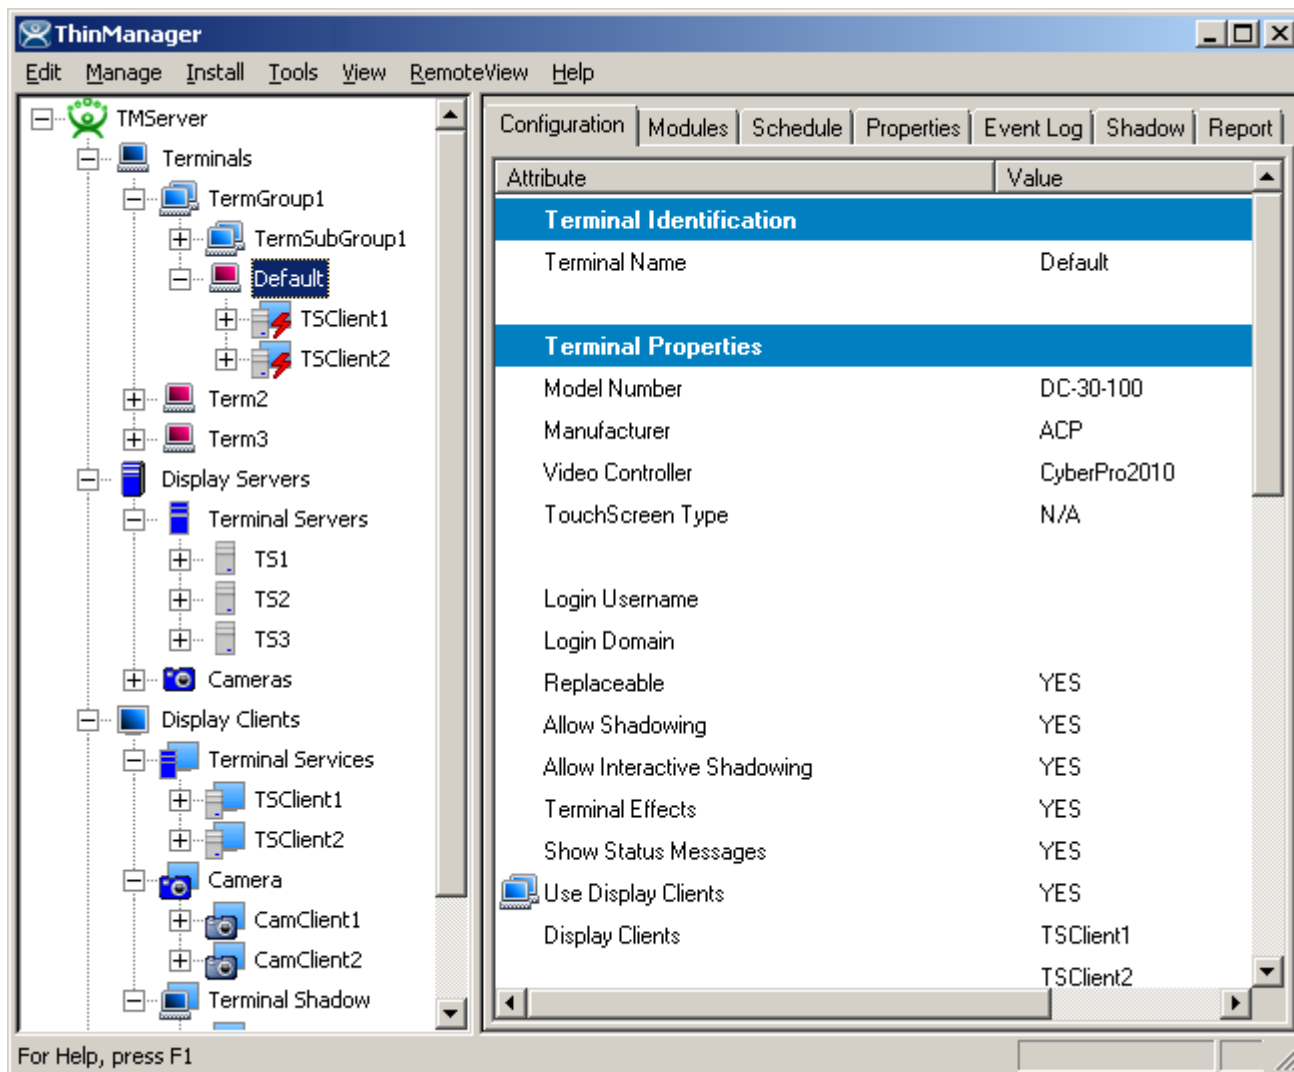 ThinManager
Edit Manage Install Tools View RemoteView Help
TMServer
Terminals
TermGroup1
TermSubGroup1
Default
TSClient1
TSClient2
Term2
Term3
Display Servers
Terminal Servers
TS1
TS2
TS3
Cameras
Display Clients
Terminal Services
TSClient1
TSClient2
Camera
CamClient1
CamClient2
Terminal Shadow
Configuration Modules Schedule Properties Event Log Shadow Report
Attribute Value
Terminal Identification
Terminal Name Default
Terminal Properties
Model Number DC-30-100
Manufacturer ACP
Video Controller CyberPro2010
TouchScreen Type N/A
Login Username
Login Domain
Replaceable YES
Allow Shadowing YES
Allow Interactive Shadowing YES
Terminal Effects YES
Show Status Messages YES
Use Display Clients YES
Display Clients TSClient1
TSClient2
For Help, press F1